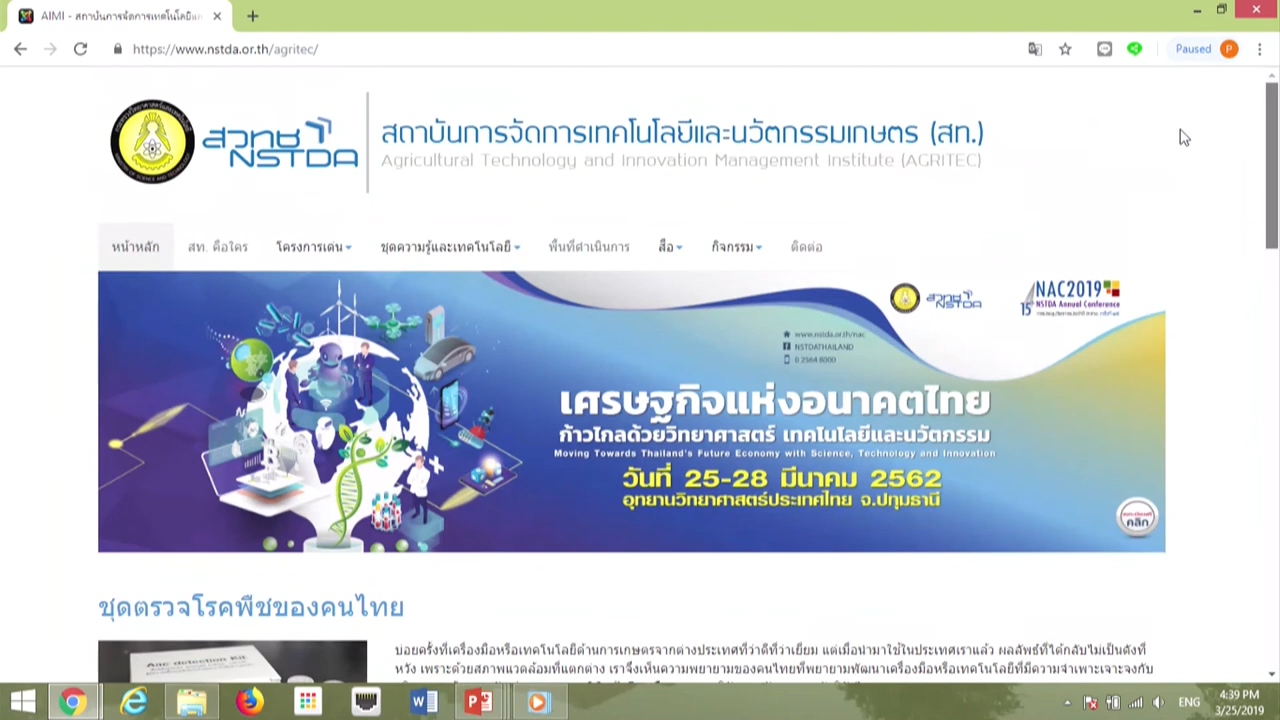 AIMI - สถาบันการจัดการเทคโนโลยีแล
https://www.nstda.or.th/agritec/
Paused
P
สวทช
NSTDA
สถาบันการจัดการเทคโนโลยีและนวัตกรรมเกษตร (สท.)
Agricultural Technology and Innovation Management Institute (AGRITEC)
หน้าหลัก สท. คือใคร โครงการเด่น ชุดความรู้และเทคโนโลยี พื้นที่ดำเนินการ สื่อ กิจกรรม ติดต่อ
สวทช
NSTDA
NAC2019
15th NSTDA Annual Conference
www.nstda.or.th/nac
NSTDATHAILAND
0 2564 8000
เศรษฐกิจแห่งอนาคตไทย
ก้าวไกลด้วยวิทยาศาสตร์ เทคโนโลยีและนวัตกรรม
Moving Towards Thailand's Future Economy with Science, Technology and Innovation
วันที่ 25-28 มีนาคม 2562
อุทยานวิทยาศาสตร์ประเทศไทย จ.ปทุมธานี
คลิก
ชุดตรวจโรคพืชของคนไทย
Aac detection Kit
บ่อยครั้งที่เครื่องมือหรือเทคโนโลยีด้านการเกษตรจากต่างประเทศที่ว่าดีที่ว่าเยี่ยม แต่เมื่อนำมาใช้ในประเทศเราแล้ว ผลลัพธ์ที่ได้กลับไม่เป็นดังที่
หวัง เพราะด้วยสภาพแวดล้อมที่แตกต่าง เราจึงเห็นความพยายามของคนไทยที่พยายามพัฒนาเครื่องมือหรือเทคโนโลยีที่มีความจำเพาะเจาะจงกับ
ENG
4:39 PM
3/25/2019